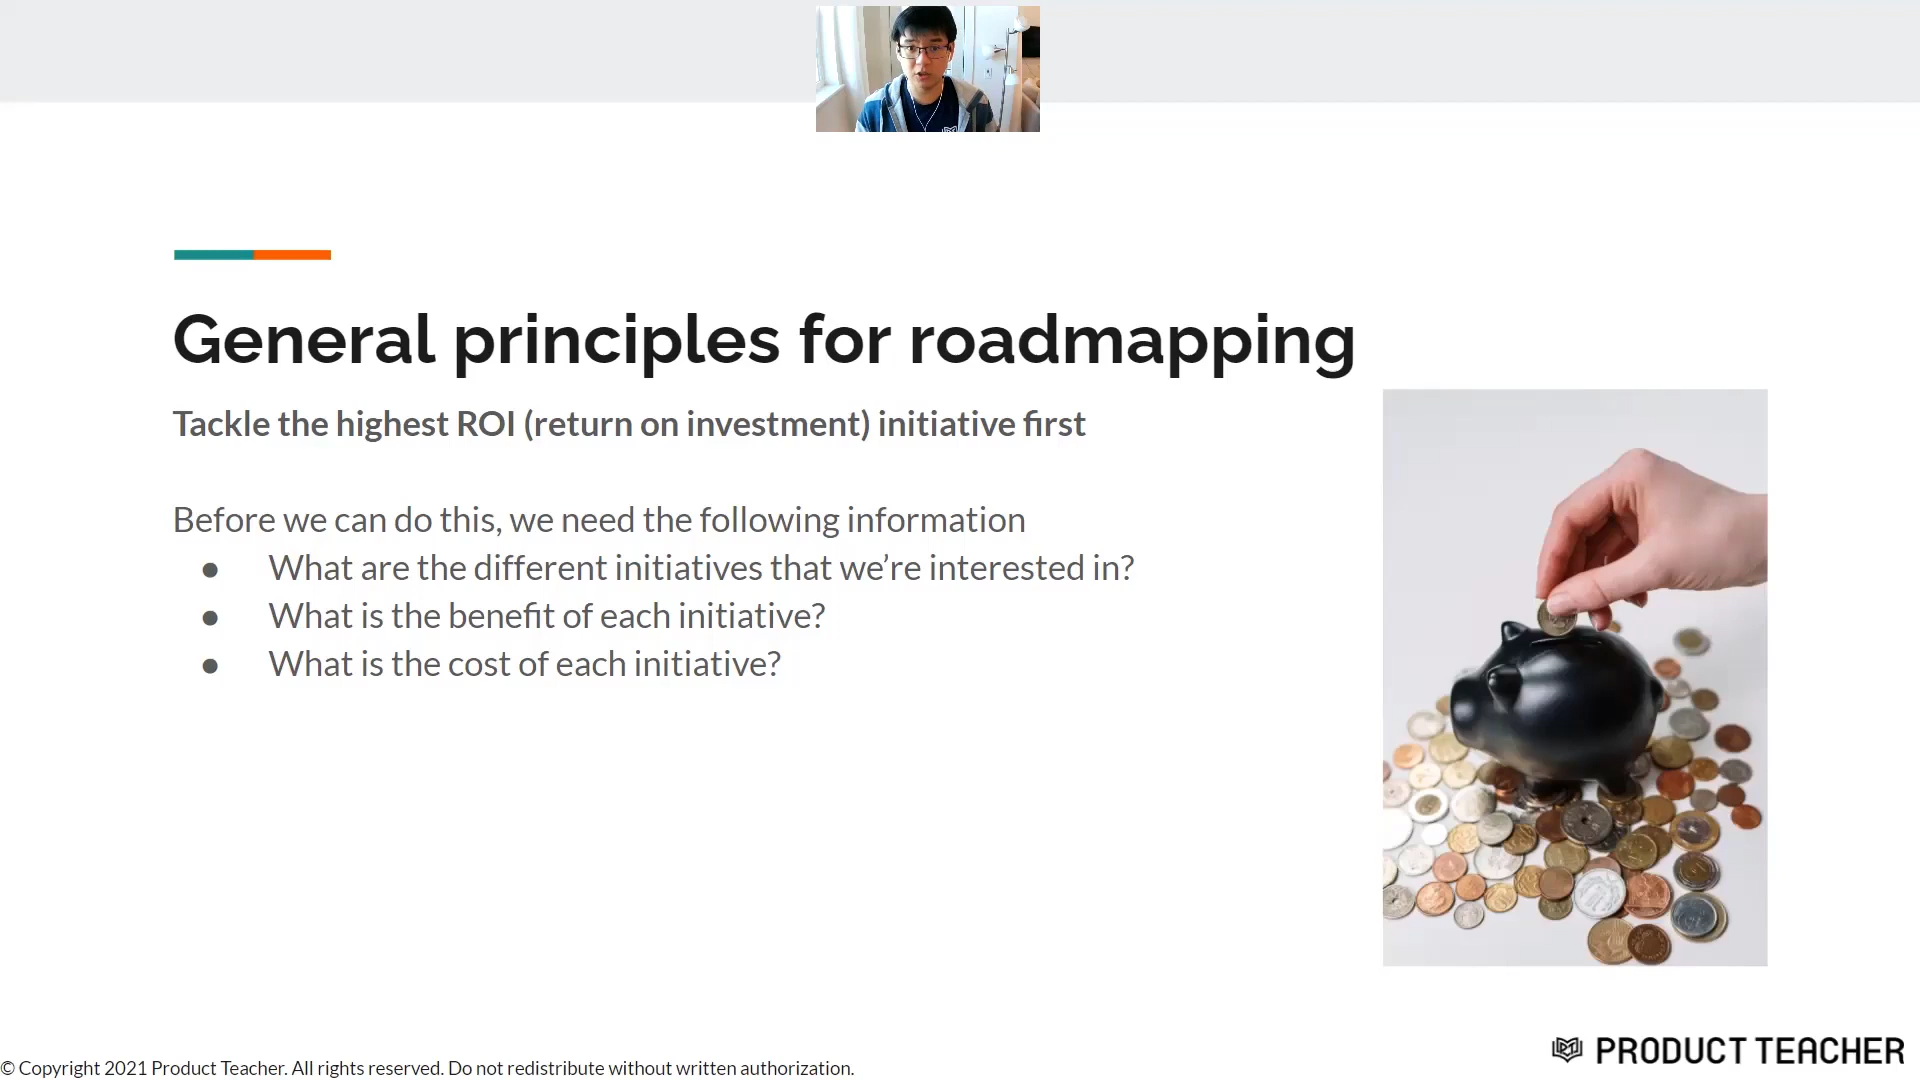 General principles for roadmapping
Tackle the highest ROI (return on investment) initiative first
Before we can do this, we need the following information
● What are the different initiatives that we’re interested in?
● What is the benefit of each initiative?
● What is the cost of each initiative?
PRODUCT TEACHER
© Copyright 2021 Product Teacher. All rights reserved. Do not redistribute without written authorization.